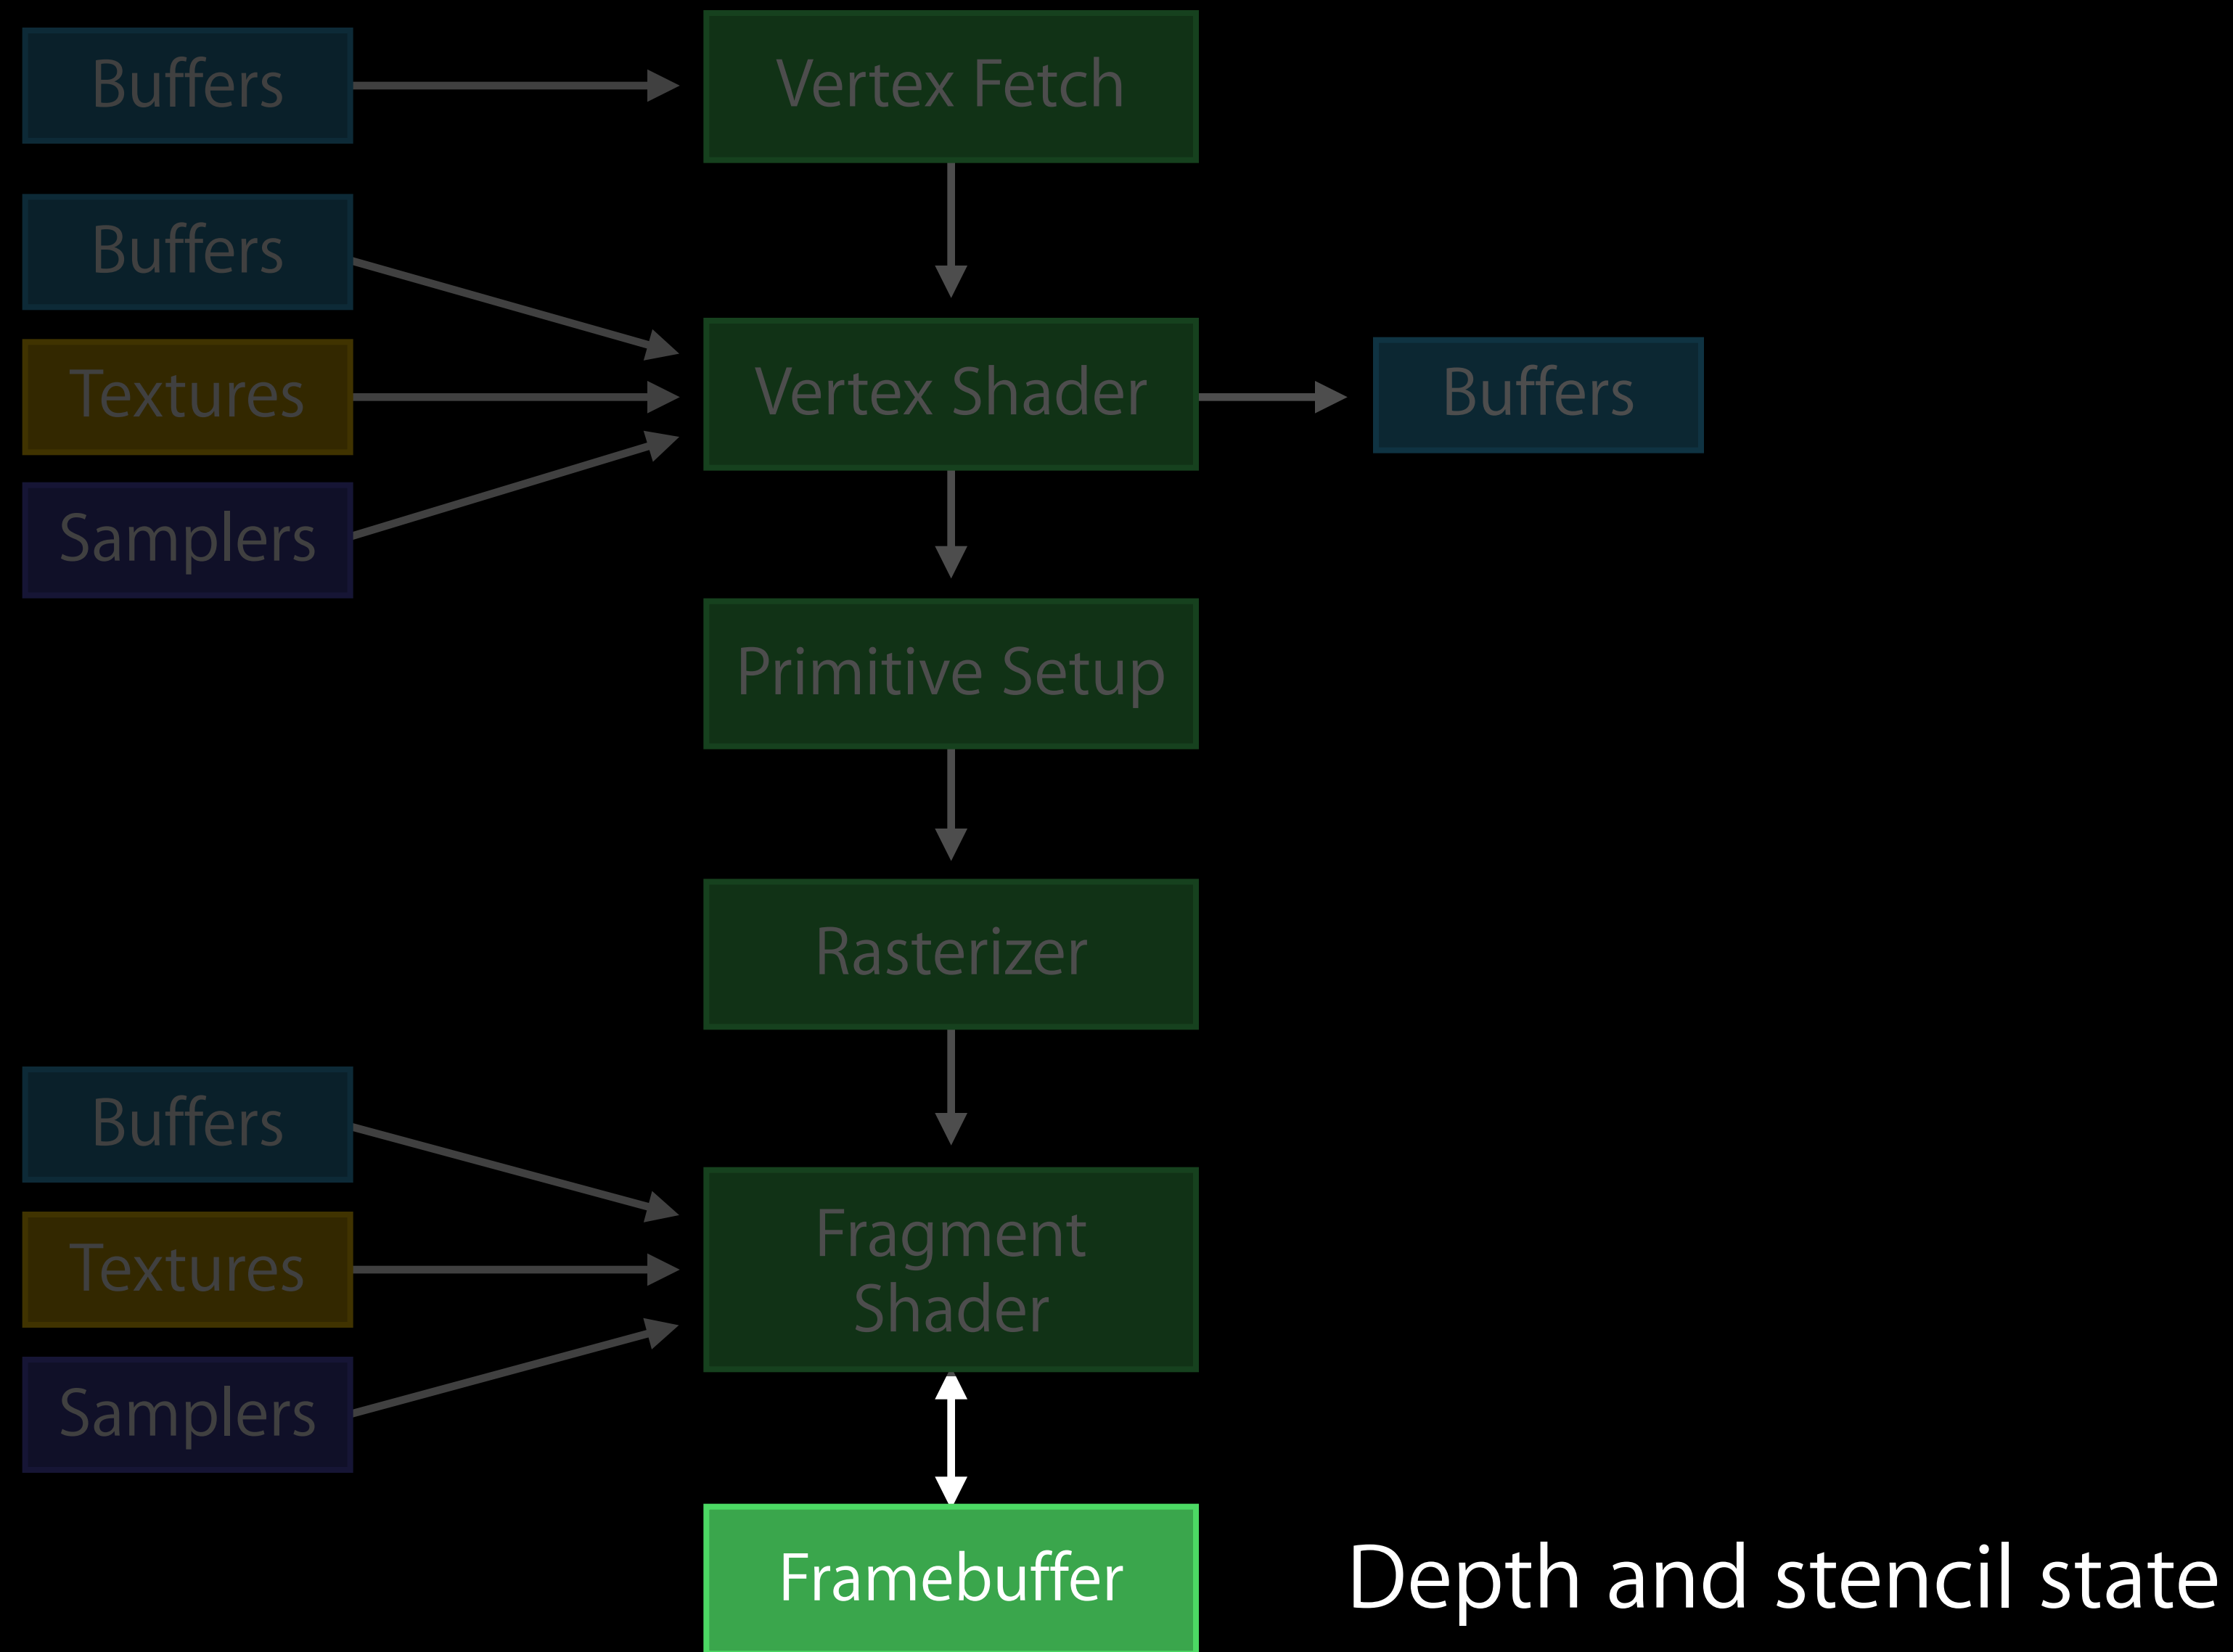 Buffers
Vertex Fetch
Buffers
Textures
Samplers
Vertex Shader
Buffers
Primitive Setup
Rasterizer
Buffers
Textures
Samplers
Fragment
Shader
Framebuffer
Depth and stencil state